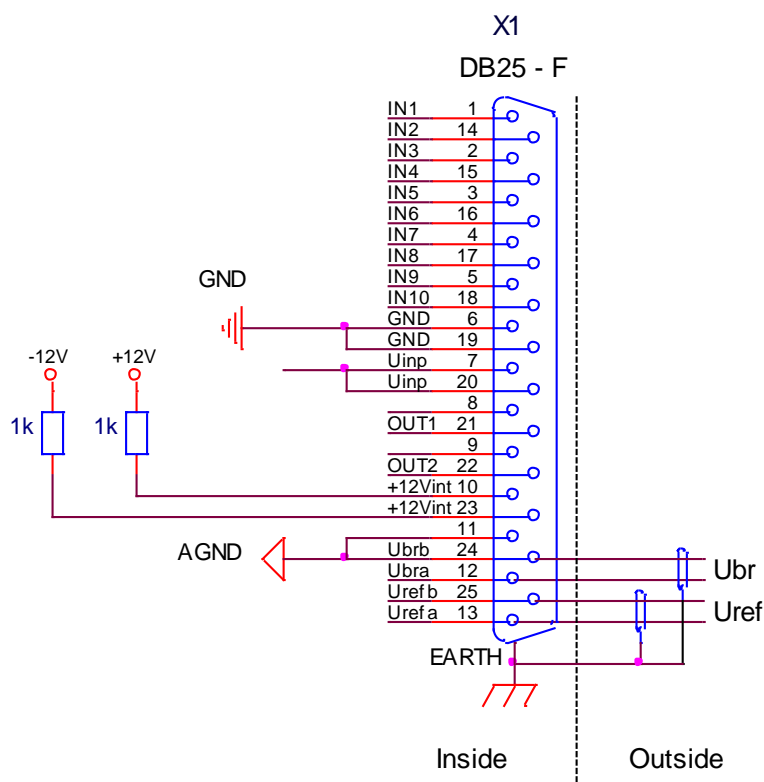 X1
DB25 - F
IN1 1
IN2 14
IN3 2
IN4 15
IN5 3
IN6 16
IN7 4
IN8 17
IN9 5
IN10 18
GND
GND 6
GND 19
Uinp 7
Uinp 20
-12V +12V
8
1k 1k
OUT1 21
9
OUT2 22
+12Vint 10
+12Vint 23
11
AGND
Ubrb 24
Ubra 12
Ubr
Urefb 25
Urefa 13
Uref
EARTH
Inside Outside